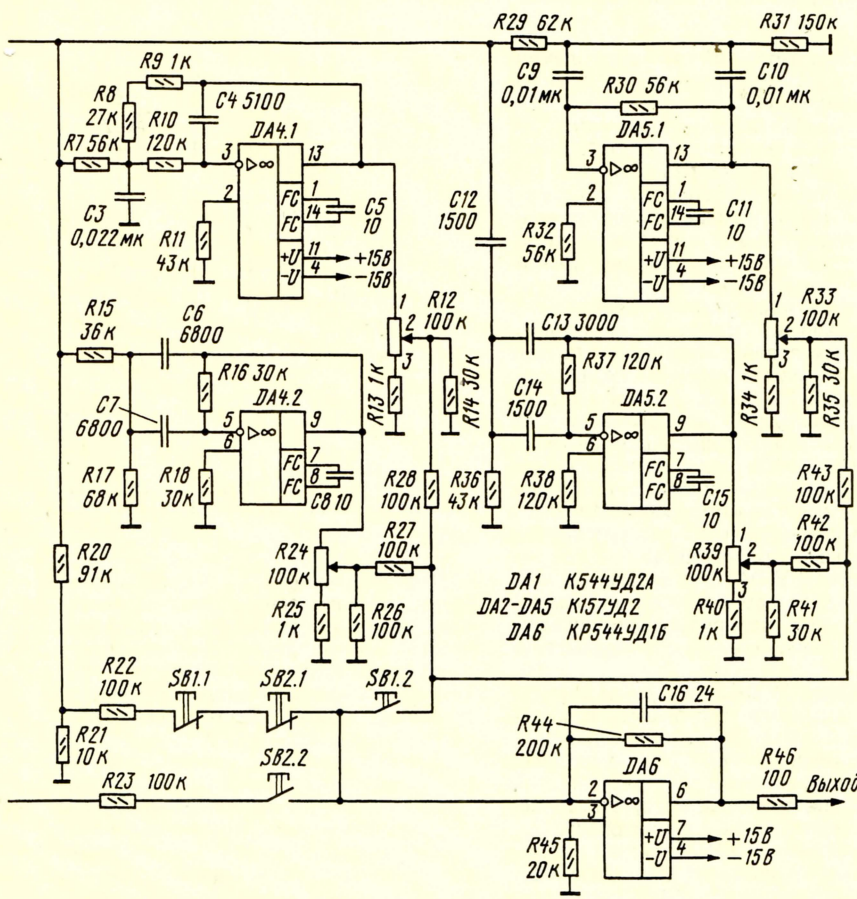 R29 62к
R31 150к
R9 1к
C9
0,01мк
R30 56к
C10
0,01мк
R8
27к
C4 5100
R10
120к
R7 56к
DA4.1
DA5.1
3
▷∞
13
3
▷∞
13
2
FC
1
FC
14
C5
10
2
FC
1
FC
14
C11
10
C12
1500
C3
0,022мк
R11
43к
+U
11
+15В
-U
4
-15В
R32
56к
+U
11
+15В
-U
4
-15В
1
2
3
R12
100к
1
2
3
R33
100к
R15
36к
C6
6800
C13 3000
R16 30к
R13 1к
R14 30к
R37 120к
R34 1к
R35 30к
C7
6800
DA4.2
C14
1500
DA5.2
5
▷∞
9
5
▷∞
9
6
6
R17
68к
R18
30к
FC
7
FC
8
C8 10
R28
100к
R36
43к
R38
120к
FC
7
FC
8
C15
10
R43
100к
R20
91к
R24
100к
R27
100к
R39
100к
1
2
3
R42
100к
R25
1к
R26
100к
DA1 К544УД2А
DA2-DA5 К157УД2
DA6 КР544УД1Б
R40
1к
R41
30к
R22
100к
SB1.1
SB2.1
SB1.2
C16 24
R44
200к
R21
10к
R23 100к
SB2.2
DA6
R46
100
2
▷∞
6
Выход
3
R45
20к
+U
7
+15В
-U
4
-15В